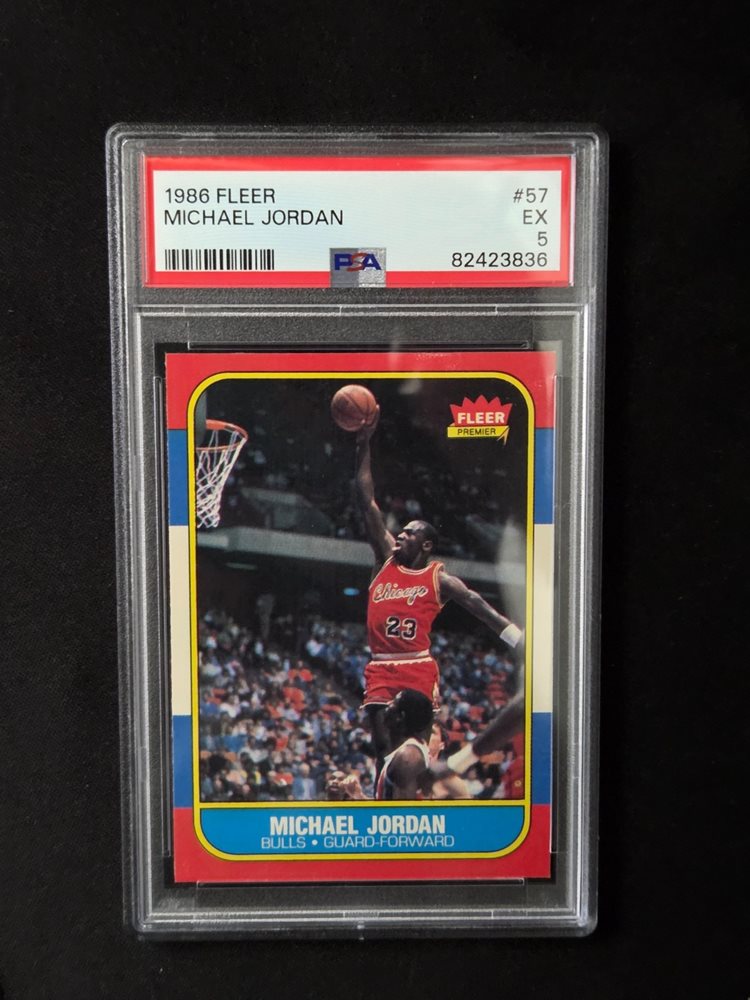 1986 FLEER #57
MICHAEL JORDAN EX
5
PSA 82423836
FLEER
PREMIER
Chicago
23
MICHAEL JORDAN
BULLS • GUARD-FORWARD